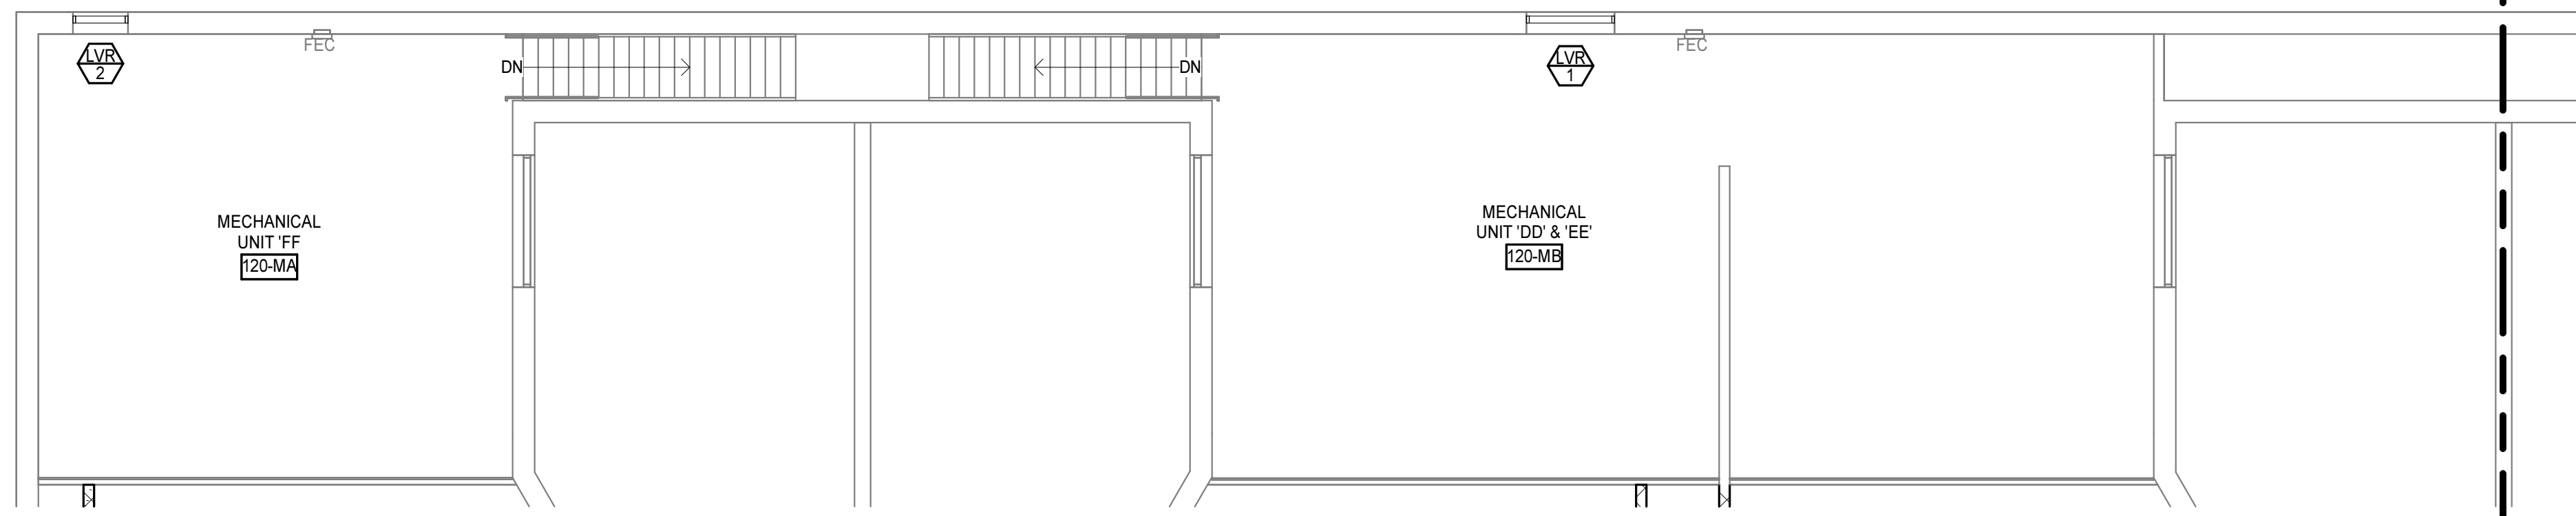 LVR
2
FEC
DN
DN
LVR
1
FEC
MECHANICAL
UNIT 'FF
120-MA
MECHANICAL
UNIT 'DD' & 'EE'
120-MB